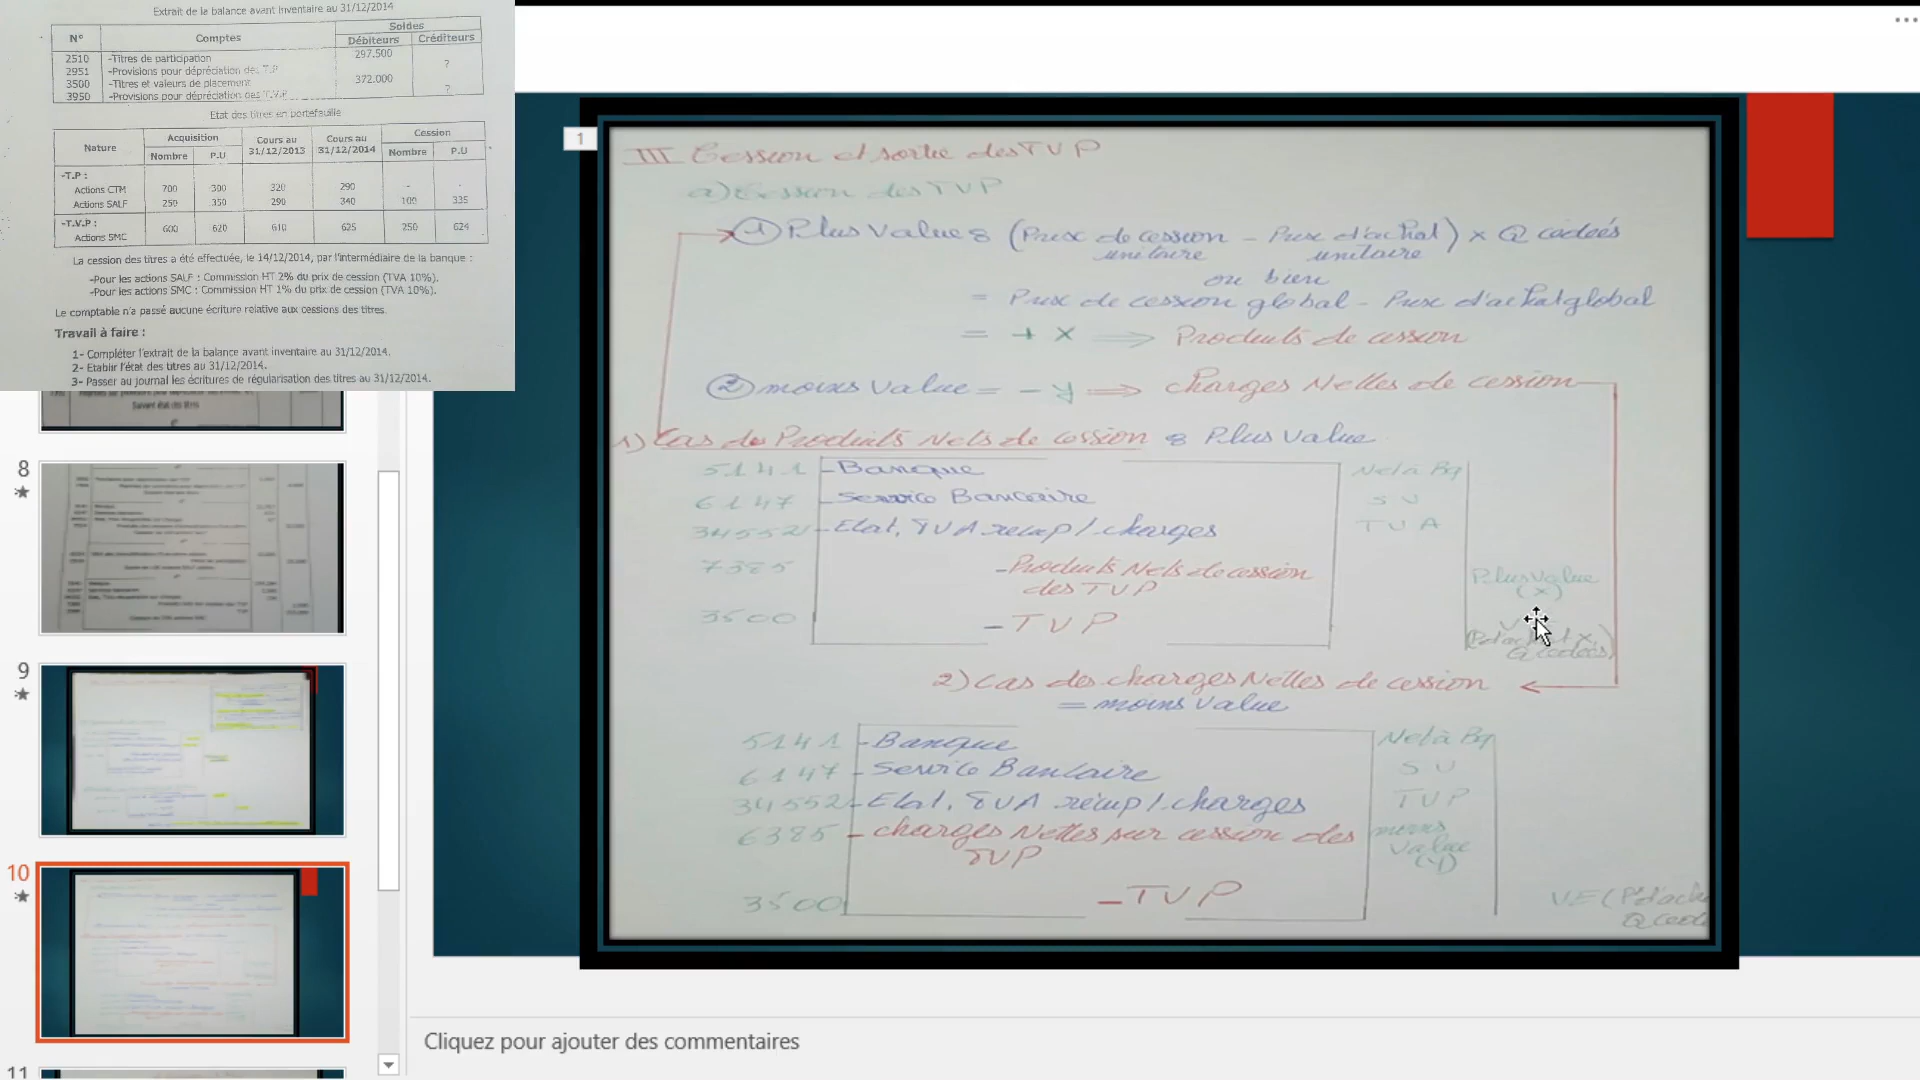 Extrait de la balance avant inventaire au 31/12/2014
N° Comptes Soldes
Débiteurs Créditeurs
2510 -Titres de participation 297.500
2951 -Provisions pour dépréciation des T.P ?
3500 -Titres et valeurs de placement 372.000
3950 -Provisions pour dépréciation des T.V.P ?
Etat des titres en portefeuille
Nature Acquisition Cours au 31/12/2013 Cours au 31/12/2014 Cession
Nombre P.U Nombre P.U
-T.P :
Actions CTM 700 300 320 290 - -
Actions SALF 250 350 290 340 100 335
-T.V.P :
Actions SMC 600 620 610 625 250 624
La cession des titres a été effectuée, le 14/12/2014, par l'intermédiaire de la banque :
-Pour les actions SALF : Commission HT 2% du prix de cession (TVA 10%).
-Pour les actions SMC : Commission HT 1% du prix de cession (TVA 10%).
Le comptable n'a passé aucune écriture relative aux cessions des titres.
Travail à faire :
1- Compléter l'extrait de la balance avant inventaire au 31/12/2014.
2- Etablir l'état des titres au 31/12/2014.
3- Passer au journal les écritures de régularisation des titres au 31/12/2014.
8
9
10
11
1
III Cession et sortie des TVP
a) Cession des TVP
① Plus Value : (Prix de cession unitaire - Prix d'achat unitaire) × Q cédées
ou bien
= Prix de cession global - Prix d'achat global
= + X ⟹ Produits de cession
② moins Value = - y ⟹ charges Nettes de cession
1) Cas des Produits Nets de cession : Plus Value
5141 -Banque Net à Bq
6147 -Service Bancaire SU
34552 -Etat, TVA récup/charges TVA
7385 -Produits Nets de cession des TVP Plus Value (X)
3500 -TVP
2) Cas des charges Nettes de cession
= moins Value
5141 -Banque Net à Bq
6147 -Service Bancaire SU
34552 -Etat, TVA récup/charges TVP
6385 -charges Nettes sur cession des TVP moins Value (y)
3500 -TVP
Cliquez pour ajouter des commentaires